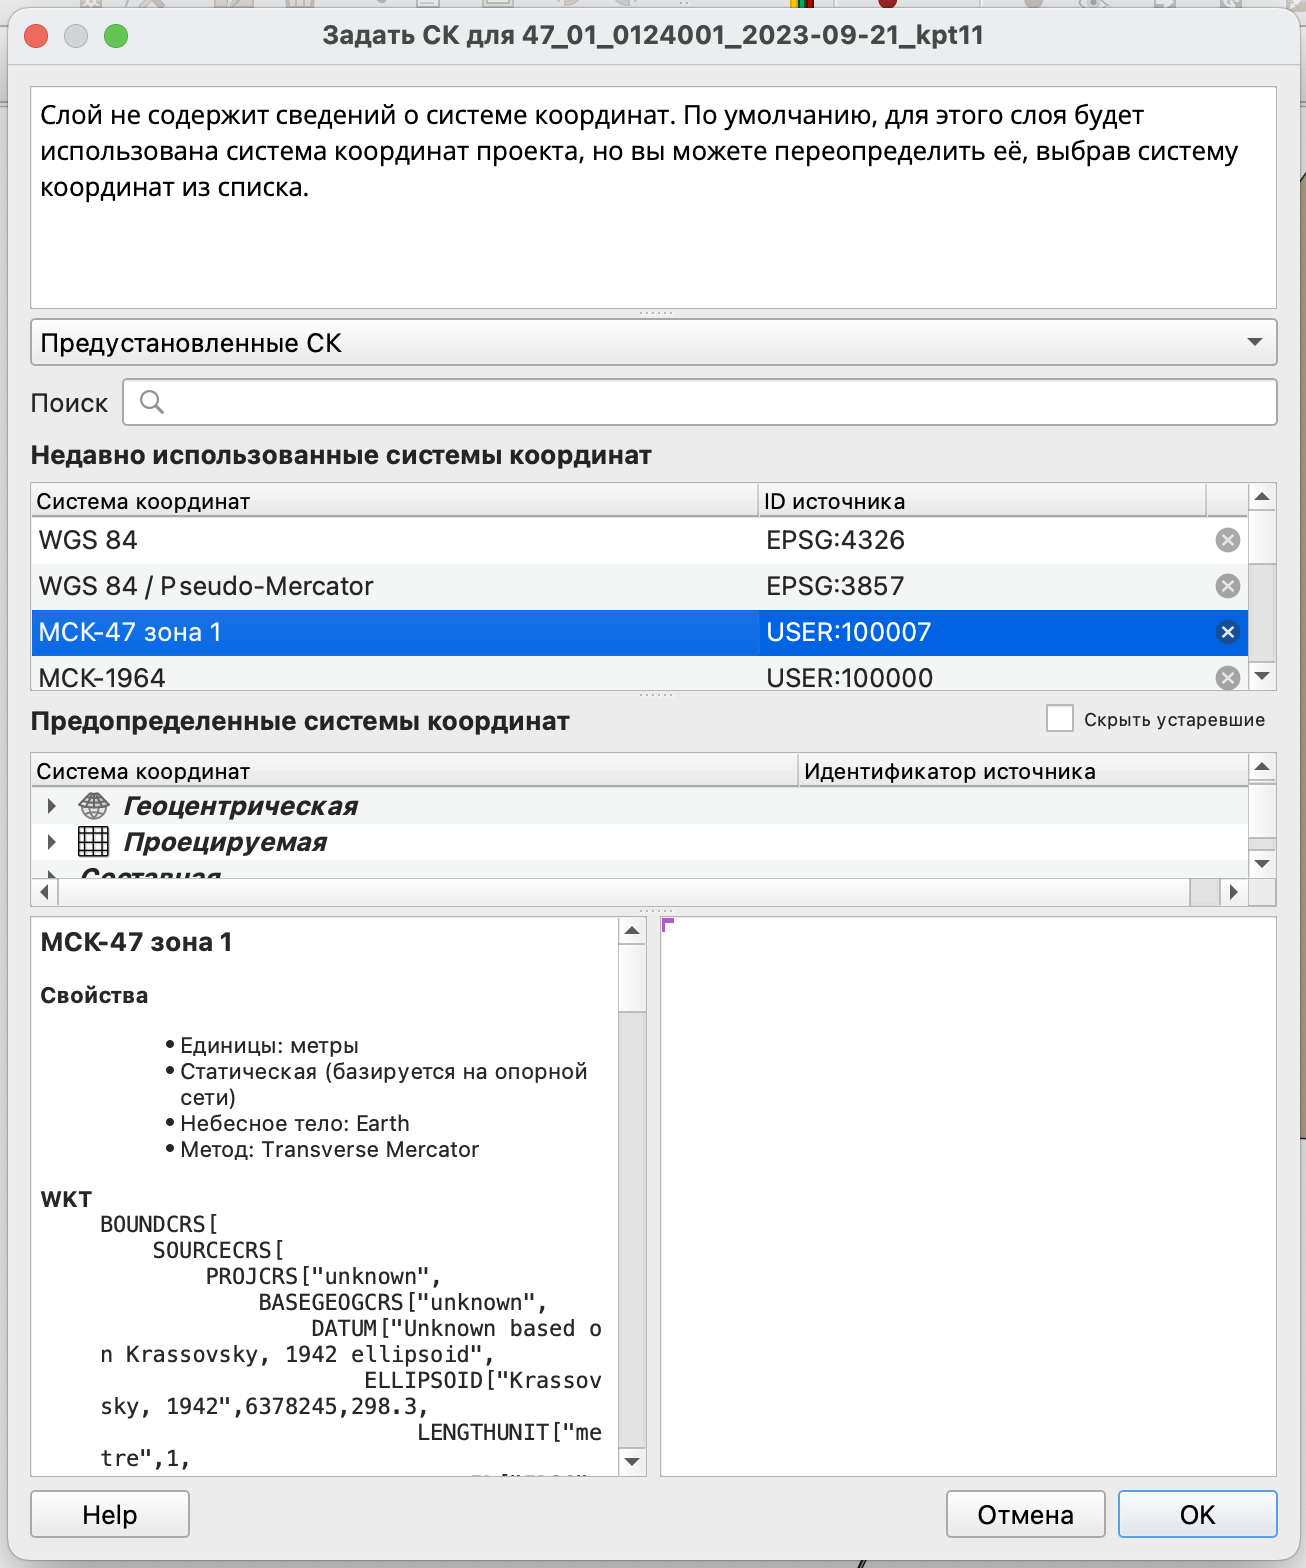 Задать СК для 47_01_0124001_2023-09-21_kpt11
Слой не содержит сведений о системе координат. По умолчанию, для этого слоя будет
использована система координат проекта, но вы можете переопределить её, выбрав систему
координат из списка.
Предустановленные СК
Поиск
Недавно использованные системы координат
Система координат ID источника
WGS 84 EPSG:4326
WGS 84 / Pseudo-Mercator EPSG:3857
МСК-47 зона 1 USER:100007
МСК-1964 USER:100000
Предопределенные системы координат
Скрыть устаревшие
Система координат Идентификатор источника
Геоцентрическая
Проецируемая
Составная
МСК-47 зона 1
Свойства
• Единицы: метры
• Статическая (базируется на опорной
сети)
• Небесное тело: Earth
• Метод: Transverse Mercator
WKT
BOUNDCRS[
SOURCECRS[
PROJCRS["unknown",
BASEGEOGCRS["unknown",
DATUM["Unknown based o
n Krassovsky, 1942 ellipsoid",
ELLIPSOID["Krassov
sky, 1942",6378245,298.3,
LENGTHUNIT["me
tre",1,
Help
Отмена
OK